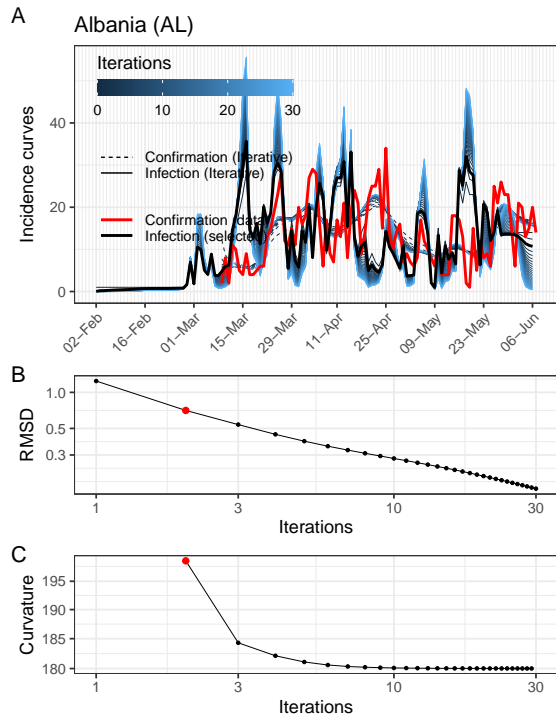 A
Albania (AL)
Iterations
0 10 20 30
Confirmation (Iterative)
Infection (Iterative)
Confirmation (data)
Infection (selected)
Incidence curves
40
20
0
02−Feb 16−Feb 01−Mar 15−Mar 29−Mar 11−Apr 25−Apr 09−May 23−May 06−Jun
B
RMSD
1.0
0.5
0.3
1 3 10 30
Iterations
C
Curvature
195
190
185
180
1 3 10 30
Iterations